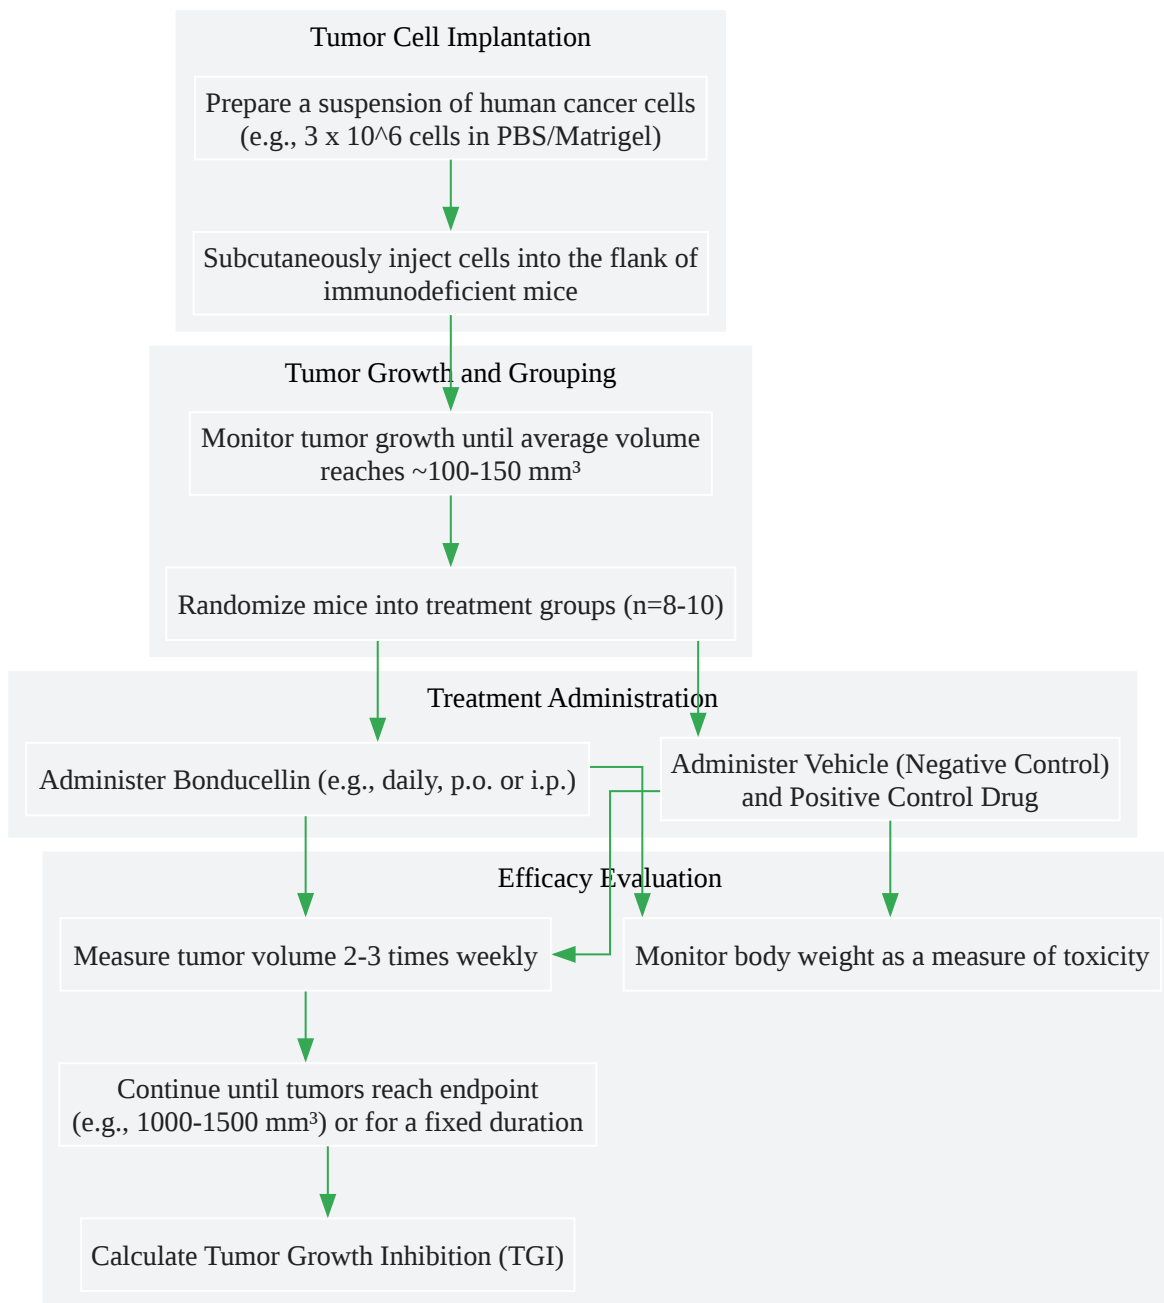 Tumor Cell Implantation
Prepare a suspension of human cancer cells
(e.g., 3 x 10^6 cells in PBS/Matrigel)
Subcutaneously inject cells into the flank of
immunodeficient mice
Tumor Growth and Grouping
Monitor tumor growth until average volume
reaches ~100-150 mm³
Randomize mice into treatment groups (n=8-10)
Treatment Administration
Administer Bonducellin (e.g., daily, p.o. or i.p.)
Administer Vehicle (Negative Control)
and Positive Control Drug
Efficacy Evaluation
Measure tumor volume 2-3 times weekly
Monitor body weight as a measure of toxicity
Continue until tumors reach endpoint
(e.g., 1000-1500 mm³) or for a fixed duration
Calculate Tumor Growth Inhibition (TGI)